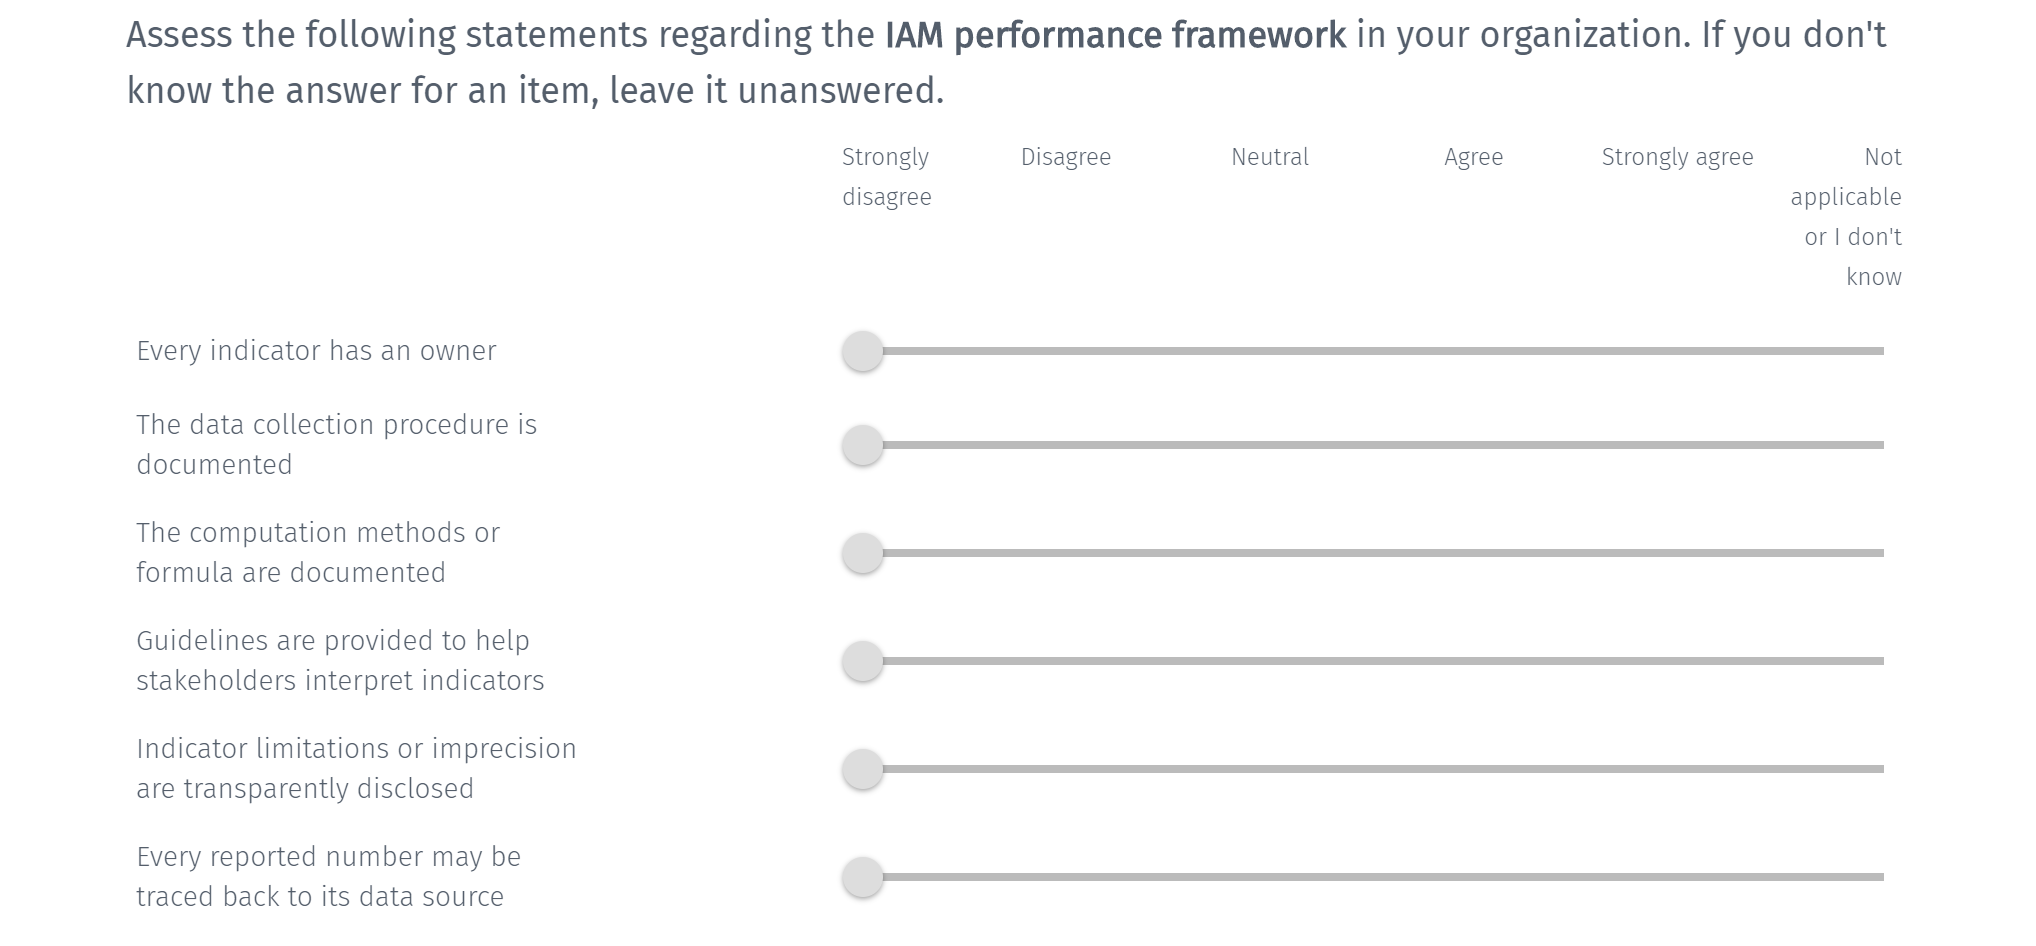 Assess the following statements regarding the IAM performance framework in your organization. If you don't
know the answer for an item, leave it unanswered.
Strongly disagree
Disagree
Neutral
Agree
Strongly agree
Not applicable or I don't know
Every indicator has an owner
The data collection procedure is
documented
The computation methods or
formula are documented
Guidelines are provided to help
stakeholders interpret indicators
Indicator limitations or imprecision
are transparently disclosed
Every reported number may be
traced back to its data source